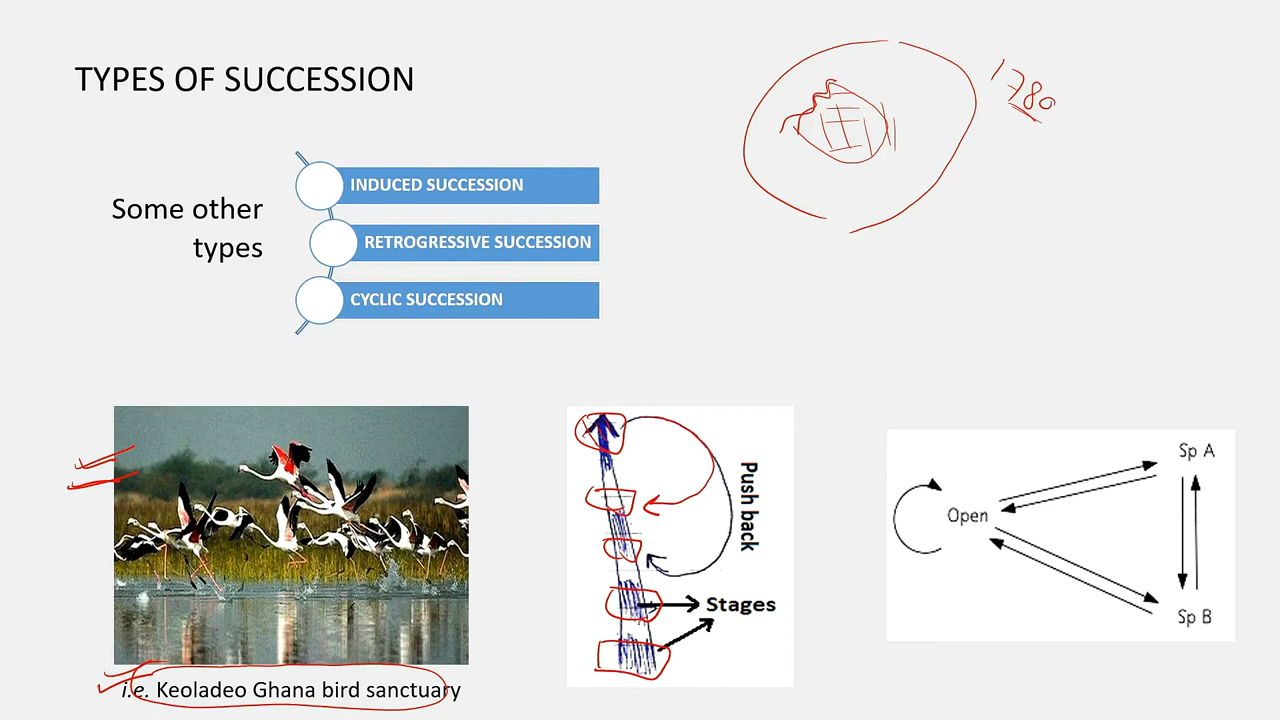 TYPES OF SUCCESSION
1780
Some other
types
INDUCED SUCCESSION
RETROGRESSIVE SUCCESSION
CYCLIC SUCCESSION
Push back
Stages
Sp A
Open
Sp B
i.e. Keoladeo Ghana bird sanctuary